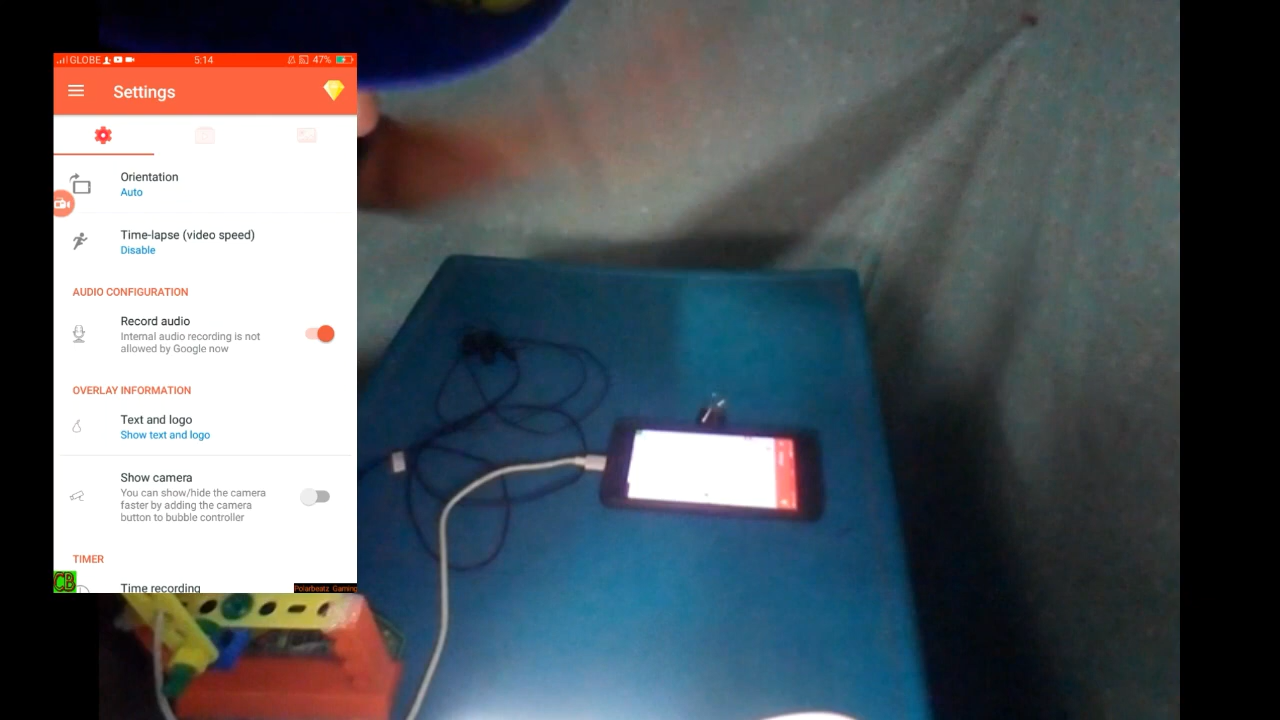 GLOBE 5:14 47%
Settings
Orientation
Auto
Time-lapse (video speed)
Disable
AUDIO CONFIGURATION
Record audio
Internal audio recording is not
allowed by Google now
OVERLAY INFORMATION
Text and logo
Show text and logo
Show camera
You can show/hide the camera
faster by adding the camera
button to bubble controller
TIMER
Time recording
CB
Polarbeatz Gaming